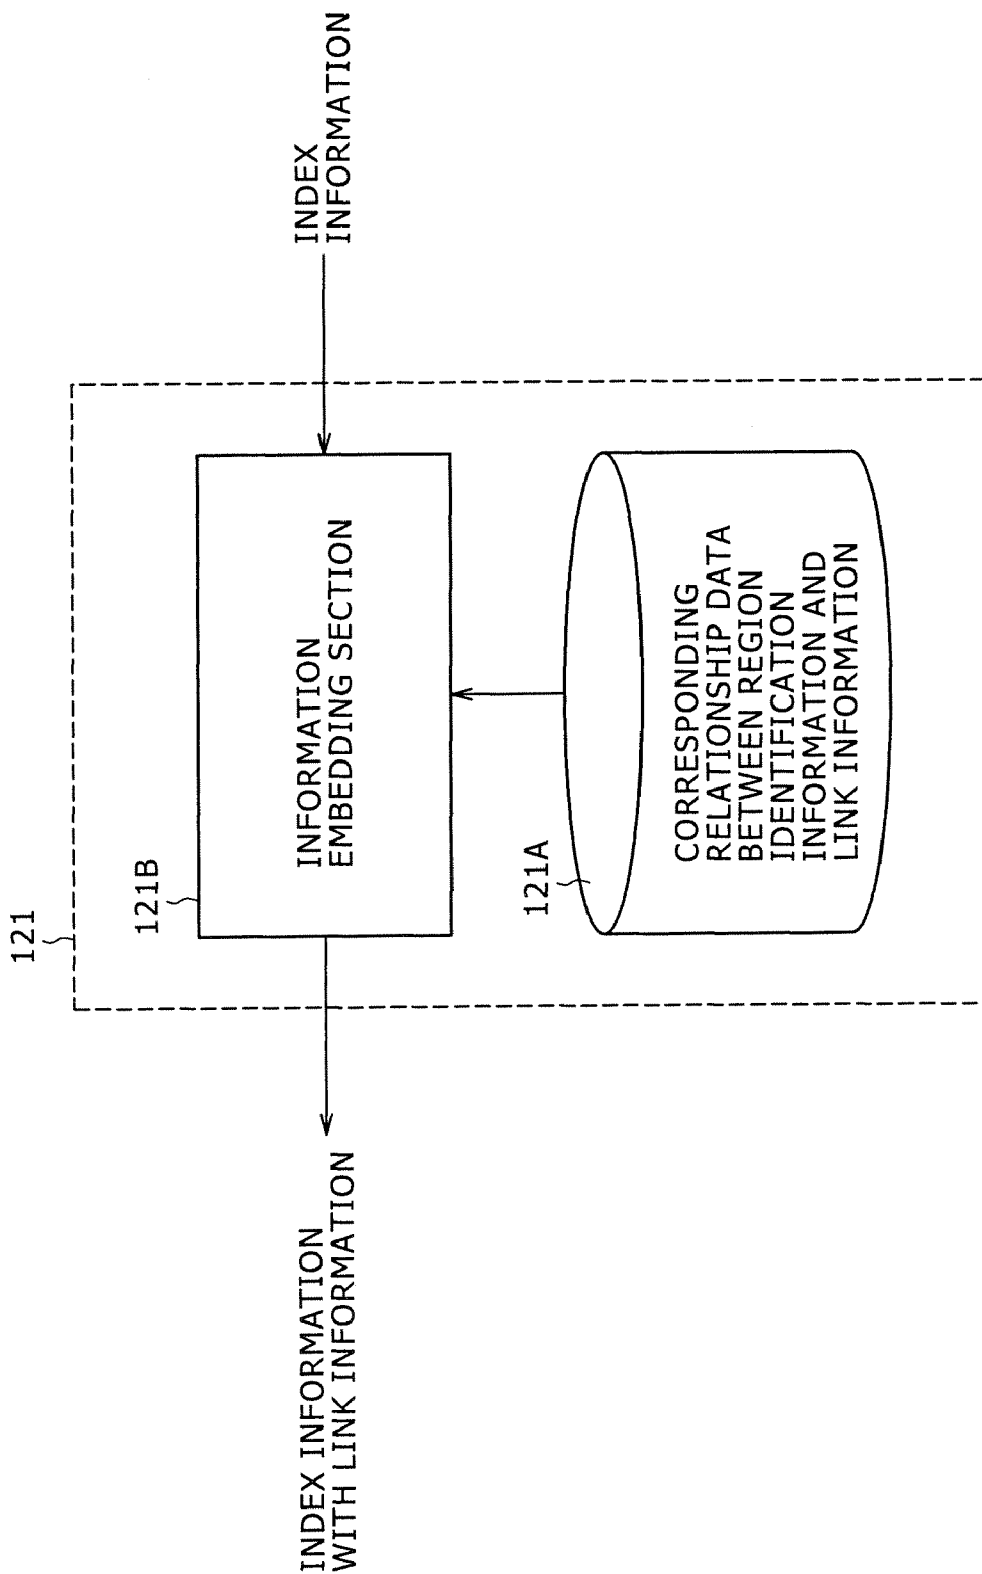 121
121B
INFORMATION
EMBEDDING SECTION
INDEX
INFORMATION
INDEX INFORMATION
WITH LINK INFORMATION
121A
CORRESPONDING
RELATIONSHIP DATA
BETWEEN REGION
IDENTIFICATION
INFORMATION AND
LINK INFORMATION